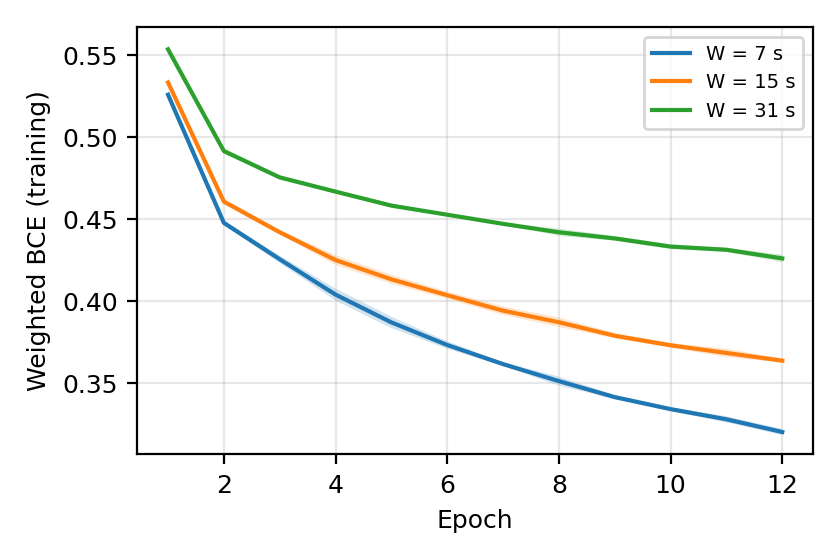 Weighted BCE (training)
0.55
0.50
0.45
0.40
0.35
W = 7 s
W = 15 s
W = 31 s
2 4 6 8 10 12
Epoch